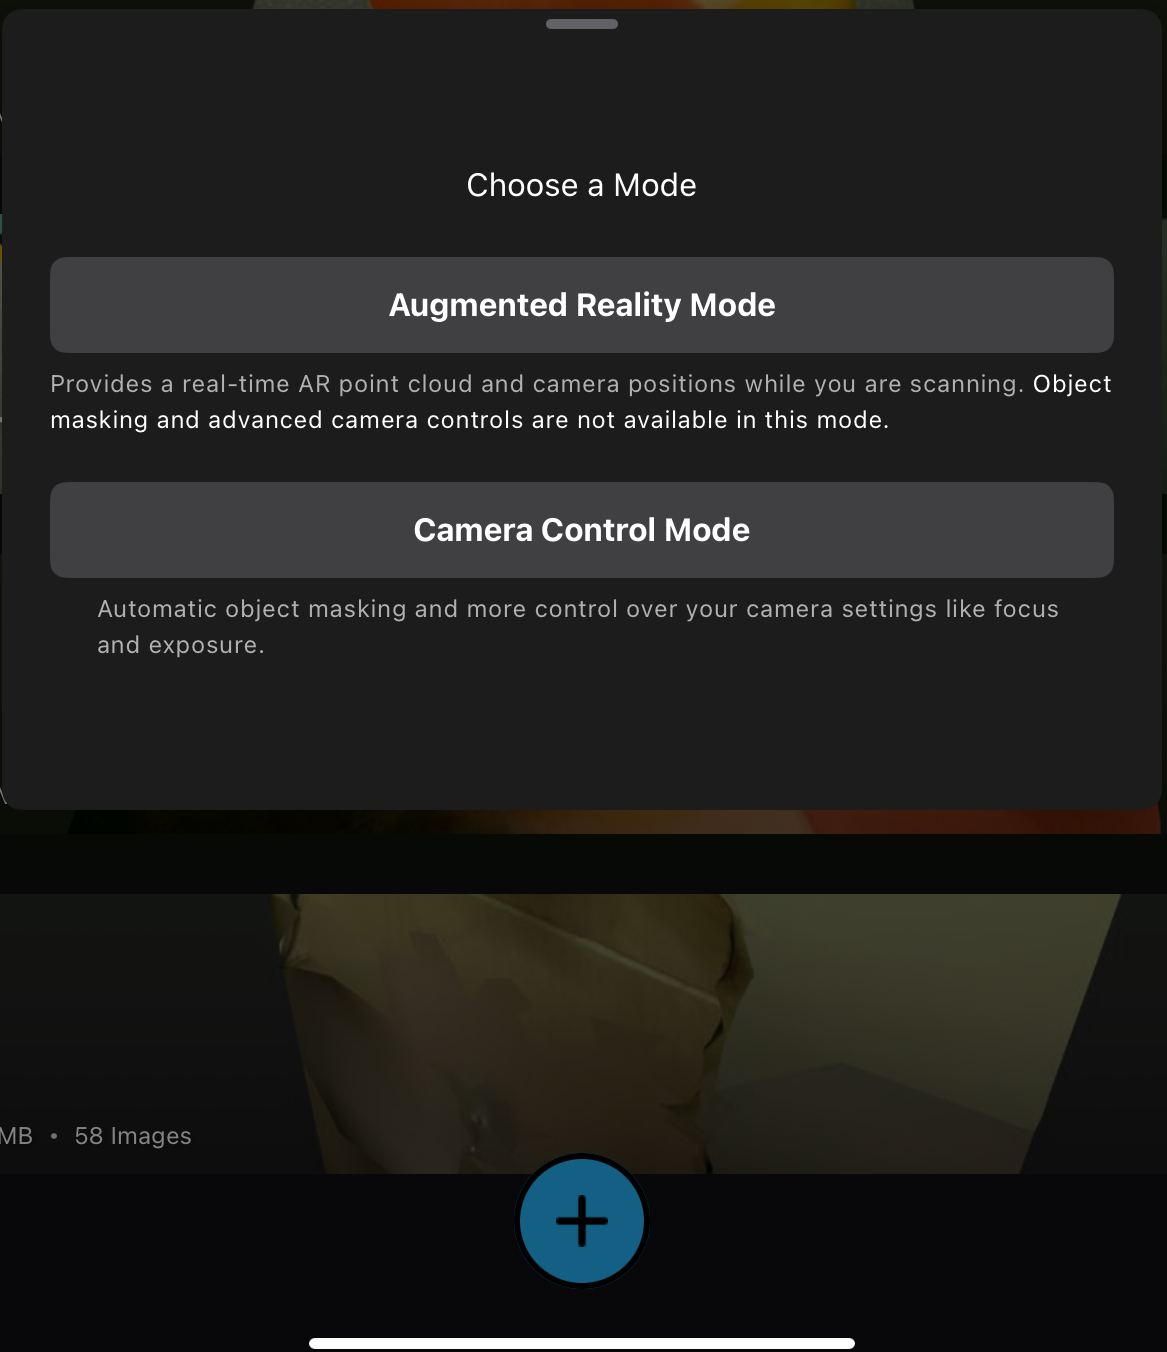 Choose a Mode
Augmented Reality Mode
Provides a real-time AR point cloud and camera positions while you are scanning. Object
masking and advanced camera controls are not available in this mode.
Camera Control Mode
Automatic object masking and more control over your camera settings like focus
and exposure.
MB • 58 Images